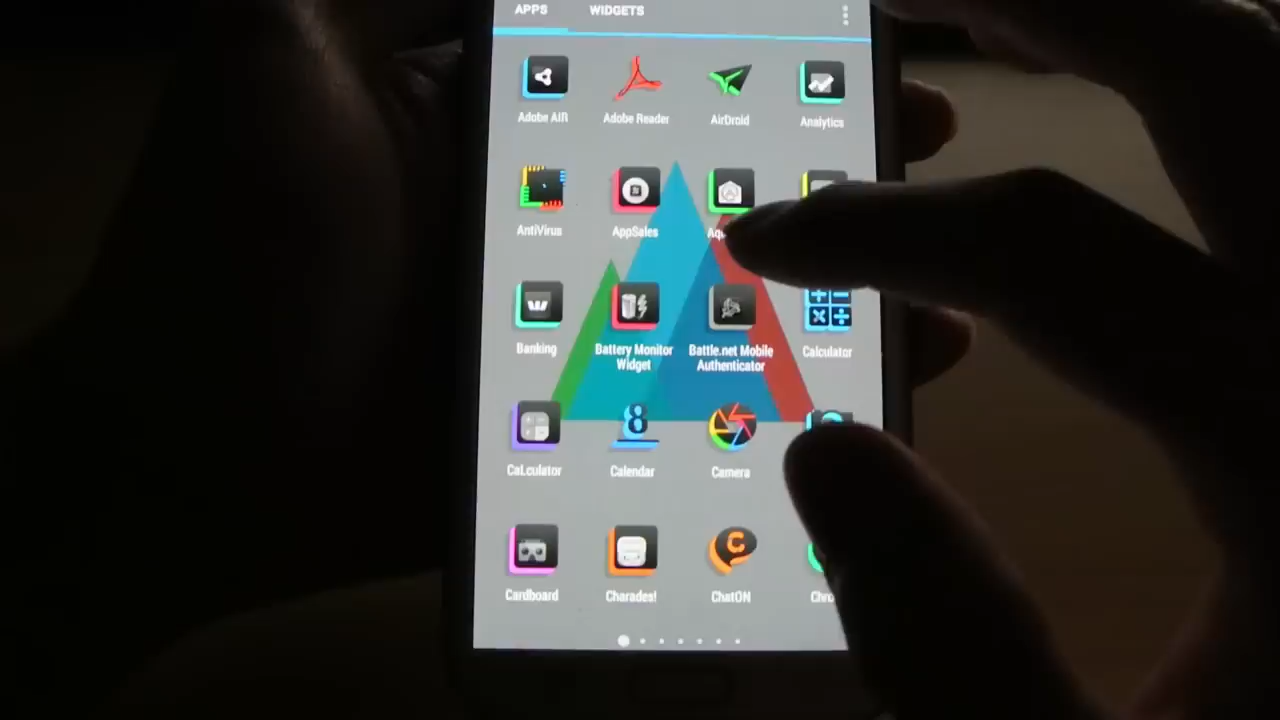 APPS WIDGETS
Adobe AIR Adobe Reader AirDroid Analytics
AntiVirus AppSales
Banking Battery Monitor Widget Battle.net Mobile Authenticator Calculator
CaLculator Calendar 8 Camera
Cardboard Charades! C ChatON